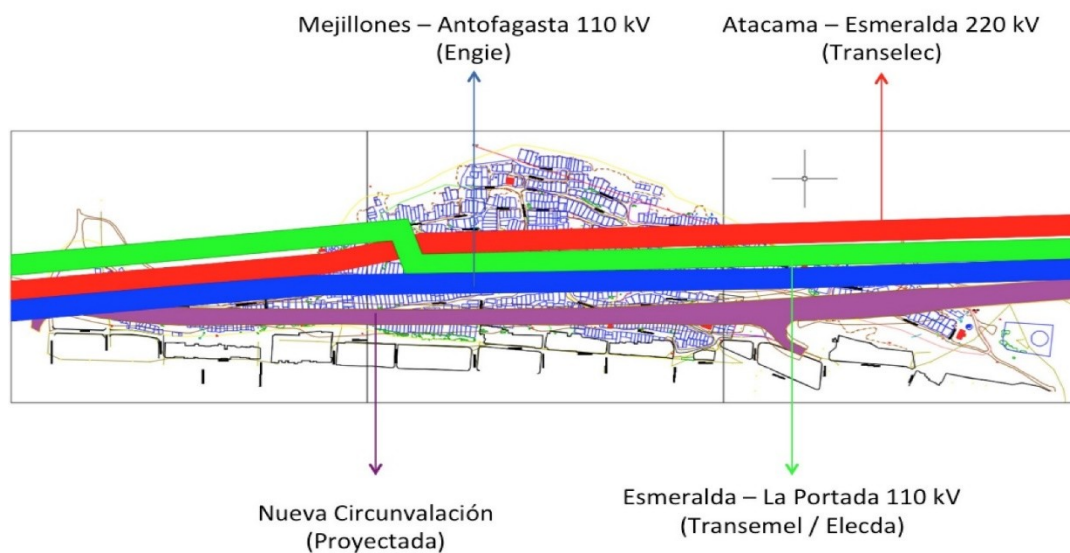 Mejillones – Antofagasta 110 kV
(Engie)
Atacama – Esmeralda 220 kV
(Transelec)
Nueva Circunvalación
(Proyectada)
Esmeralda – La Portada 110 kV
(Transemel / Elecda)